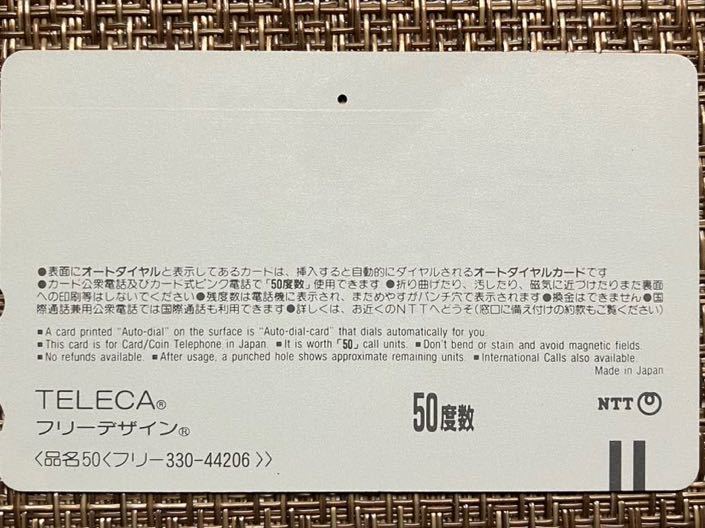 ●表面にオートダイヤルと表示してあるカードは、挿入すると自動的にダイヤルされるオートダイヤルカードです
●カード公衆電話及びカード式ピンク電話で「50度数」使用できます ●折り曲げたり、汚したり、磁気に近づけたりまた裏面
への印刷等はしないでください ●残度数は電話機に表示され、まためやすがパンチ穴で表示されます ●換金はできません ●国
際通話兼用公衆電話では国際通話も利用できます ●詳しくは、お近くのNTTへどうぞ(窓口に備え付けの約款もご覧ください)
■ A card printed "Auto-dial" on the surface is "Auto-dial-card" that dials automatically for you.
■ This card is for Card/Coin Telephone in Japan. ■ It is worth「50」call units. ■ Don't bend or stain and avoid magnetic fields.
■ No refunds available. ■ After usage, a punched hole shows approximate remaining units. ■ International Calls also available.
Made in Japan
TELECA®
フリーデザイン®
〈品名50〈フリー330-44206〉〉
50度数
NTT